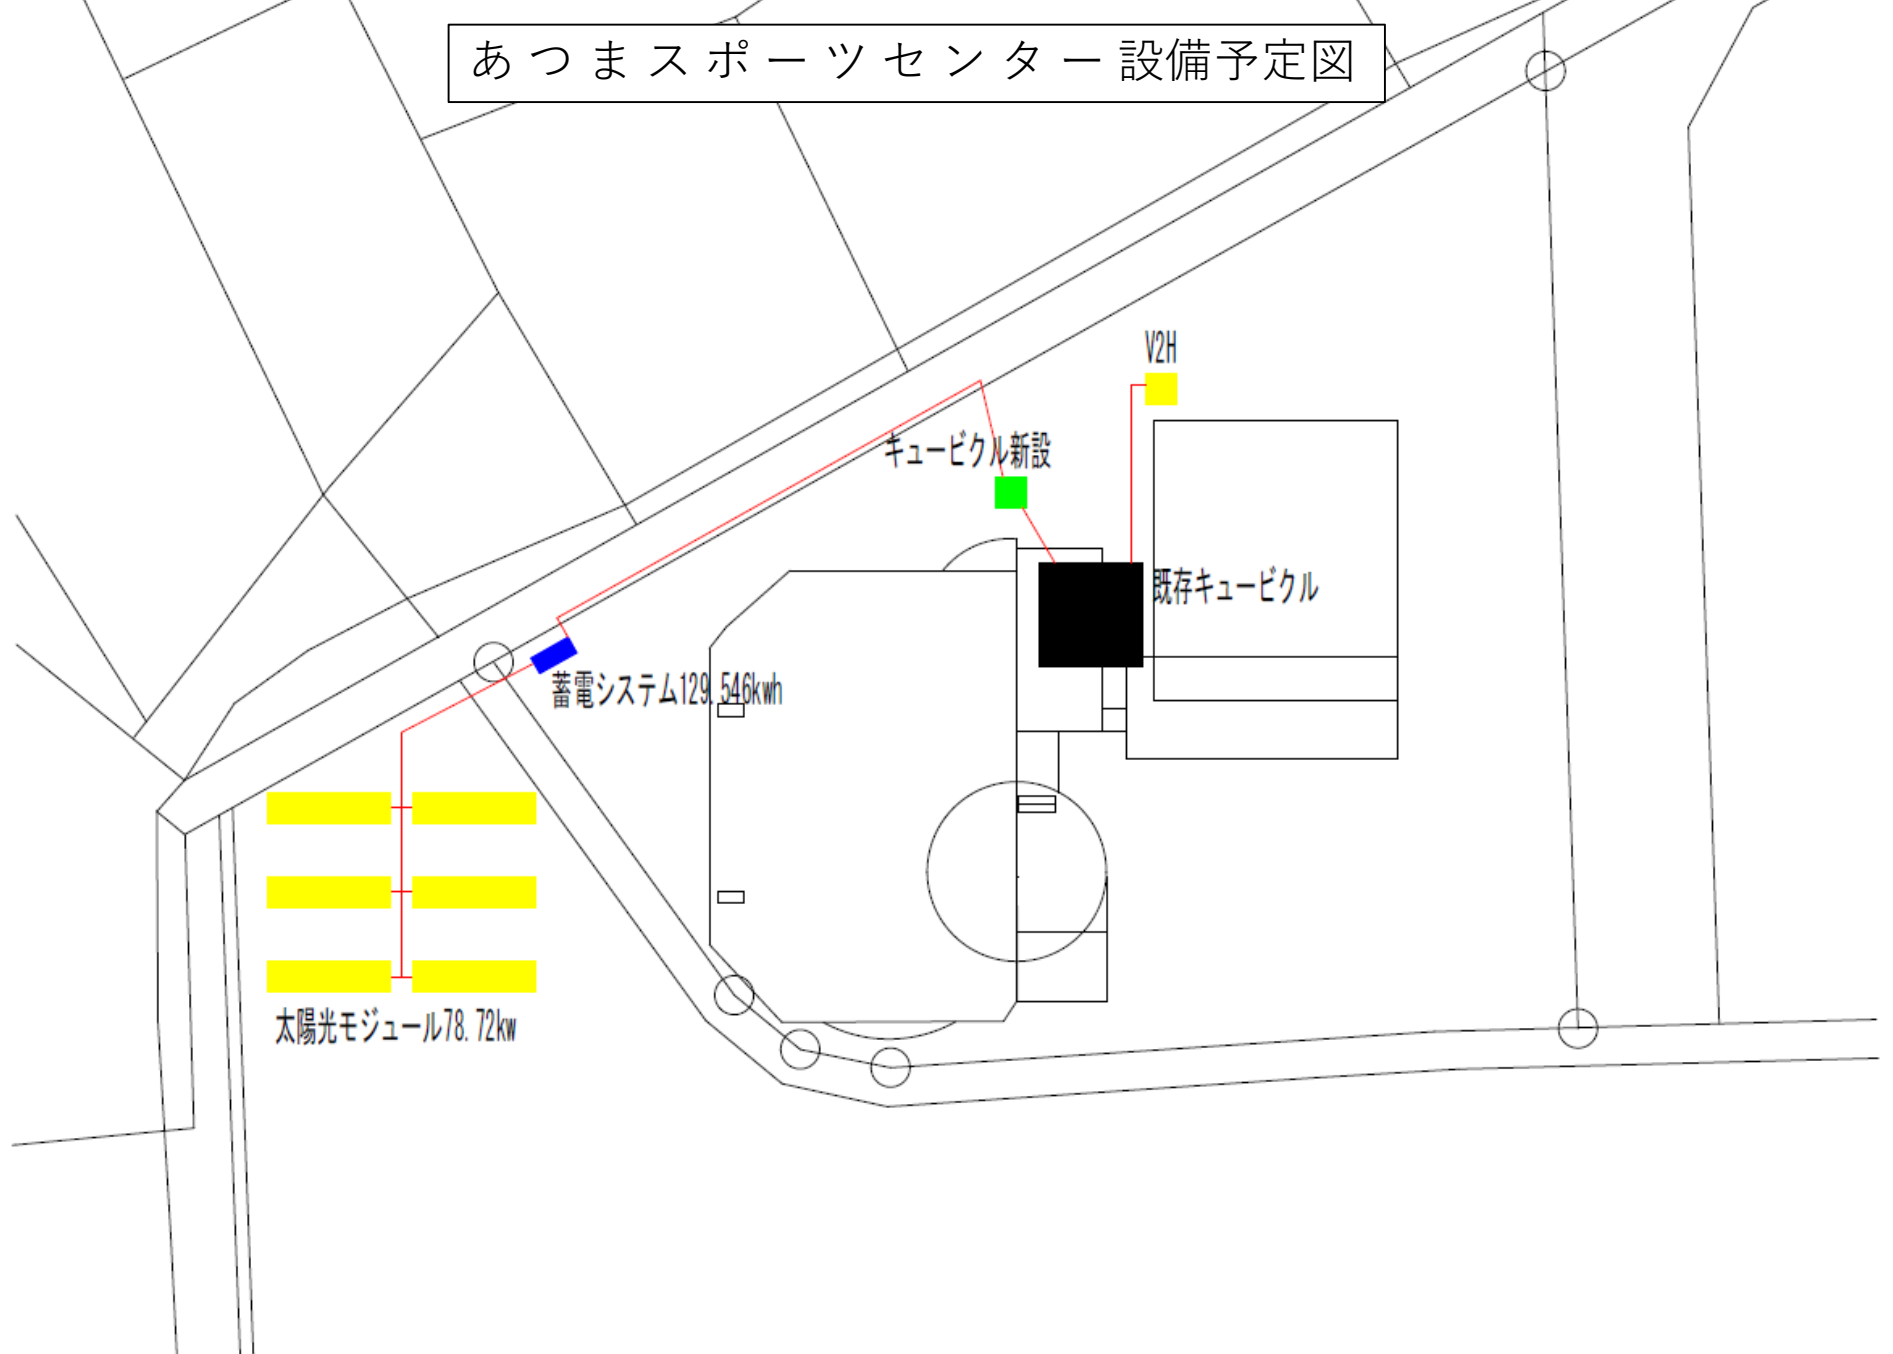 あつまスポーツセンター設備予定図
V2H
キュービクル新設
既存キュービクル
蓄電システム129.546kwh
太陽光モジュール78.72kw